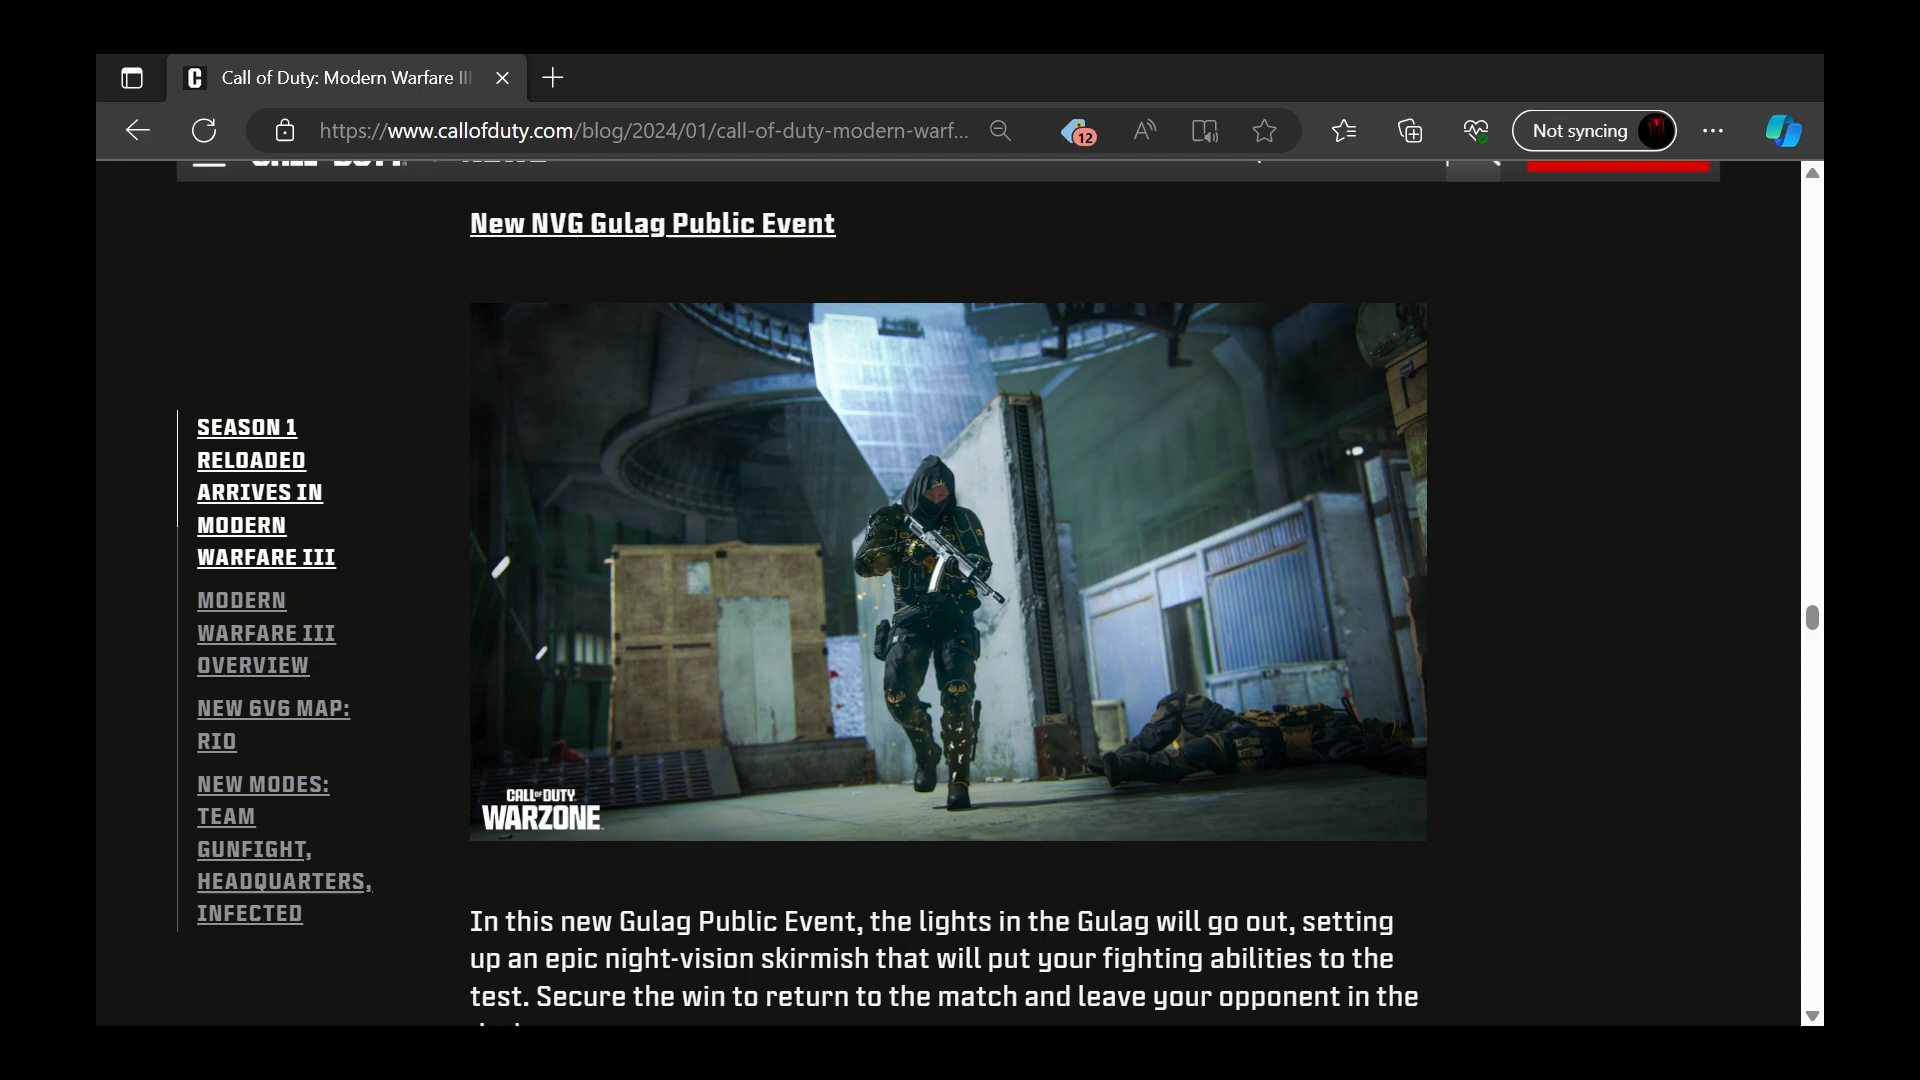 Call of Duty: Modern Warfare III
https://www.callofduty.com/blog/2024/01/call-of-duty-modern-warf...
12
Not syncing
New NVG Gulag Public Event
SEASON 1
RELOADED
ARRIVES IN
MODERN
WARFARE III
MODERN
WARFARE III
OVERVIEW
NEW 6V6 MAP:
RIO
NEW MODES:
TEAM
GUNFIGHT,
HEADQUARTERS,
INFECTED
CALL OF DUTY
WARZONE
In this new Gulag Public Event, the lights in the Gulag will go out, setting
up an epic night-vision skirmish that will put your fighting abilities to the
test. Secure the win to return to the match and leave your opponent in the